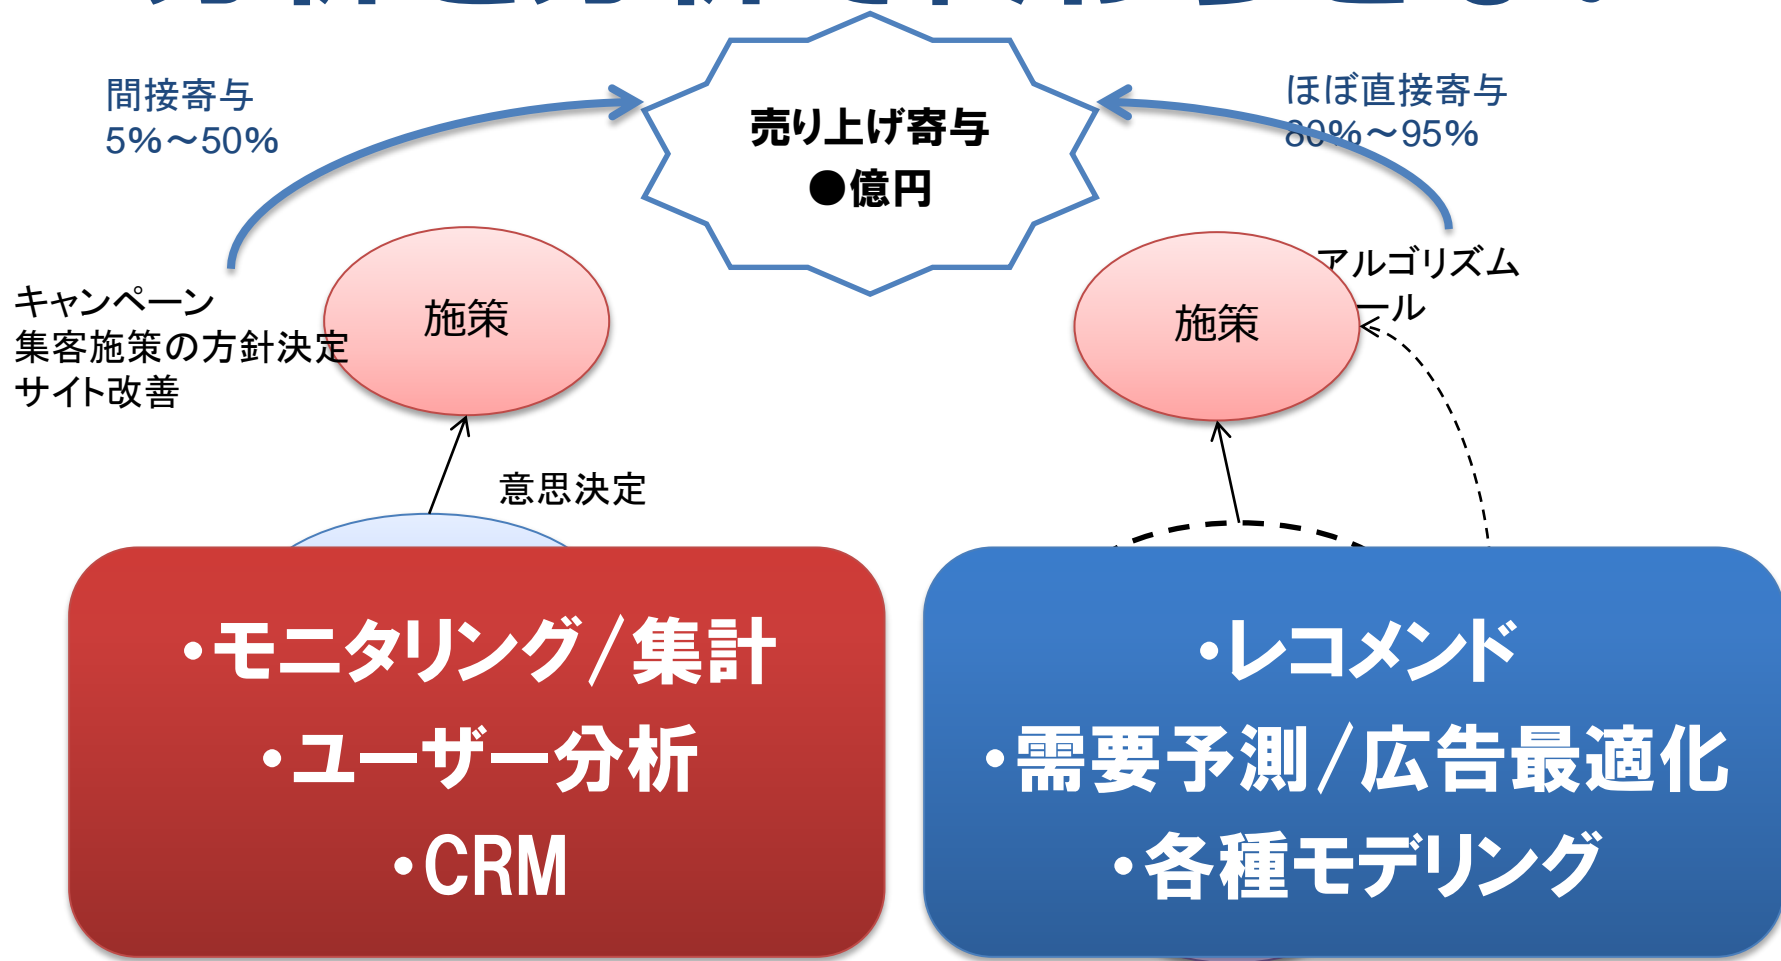 間接寄与
5%～50%
売り上げ寄与
●億円
ほぼ直接寄与
80%～95%
キャンペーン
集客施策の方針決定
サイト改善
施策
施策
アルゴリズム
意思決定
・モニタリング/集計
・ユーザー分析
・CRM
・レコメンド
・需要予測/広告最適化
・各種モデリング